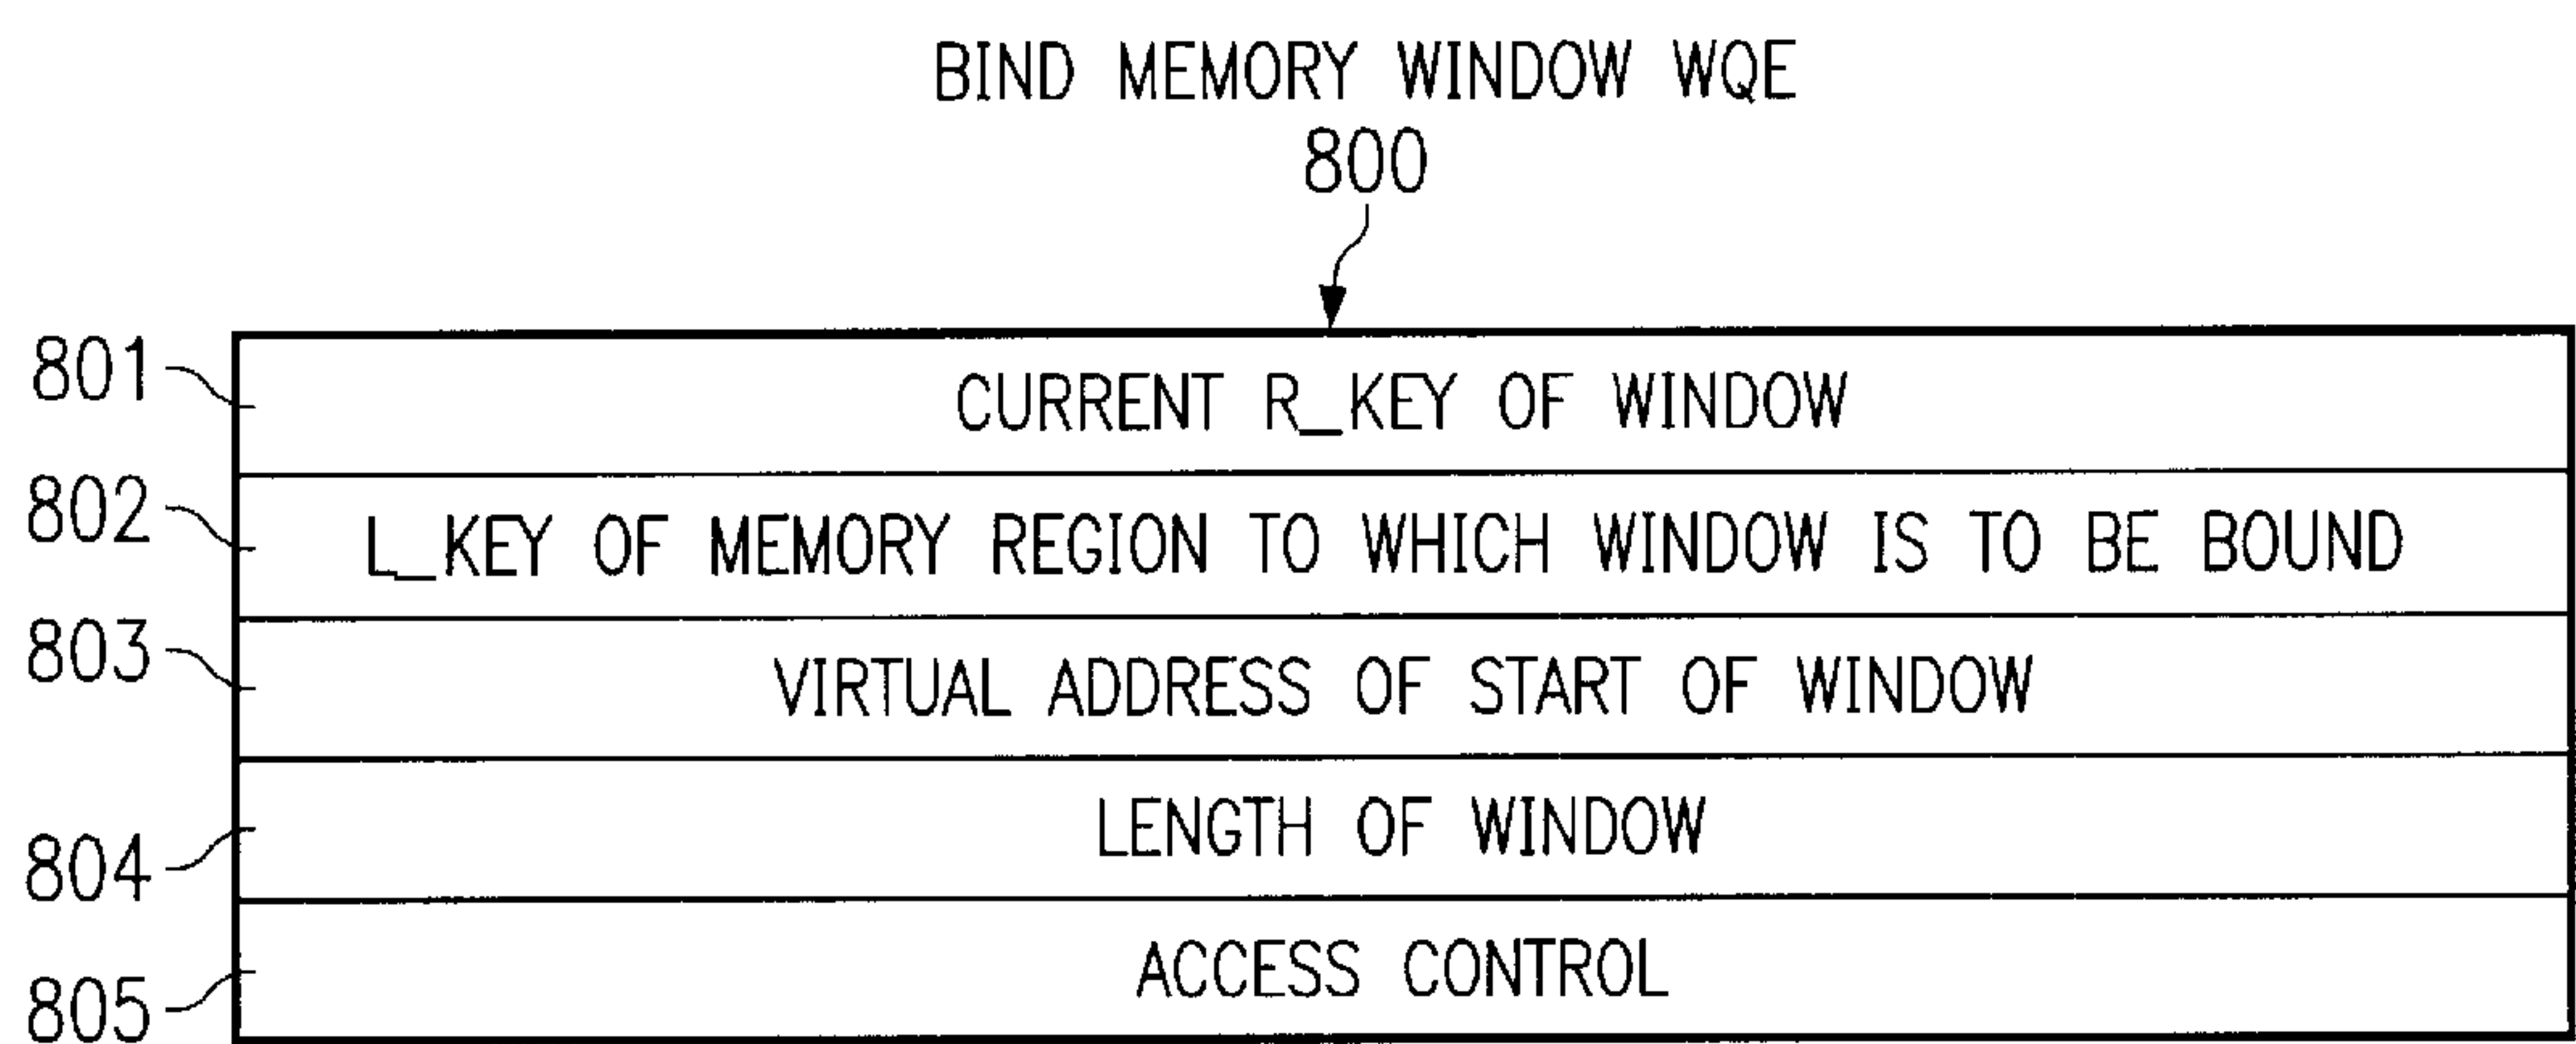 BIND MEMORY WINDOW WQE
800
801
CURRENT R_KEY OF WINDOW
802
L_KEY OF MEMORY REGION TO WHICH WINDOW IS TO BE BOUND
803
VIRTUAL ADDRESS OF START OF WINDOW
804
LENGTH OF WINDOW
805
ACCESS CONTROL